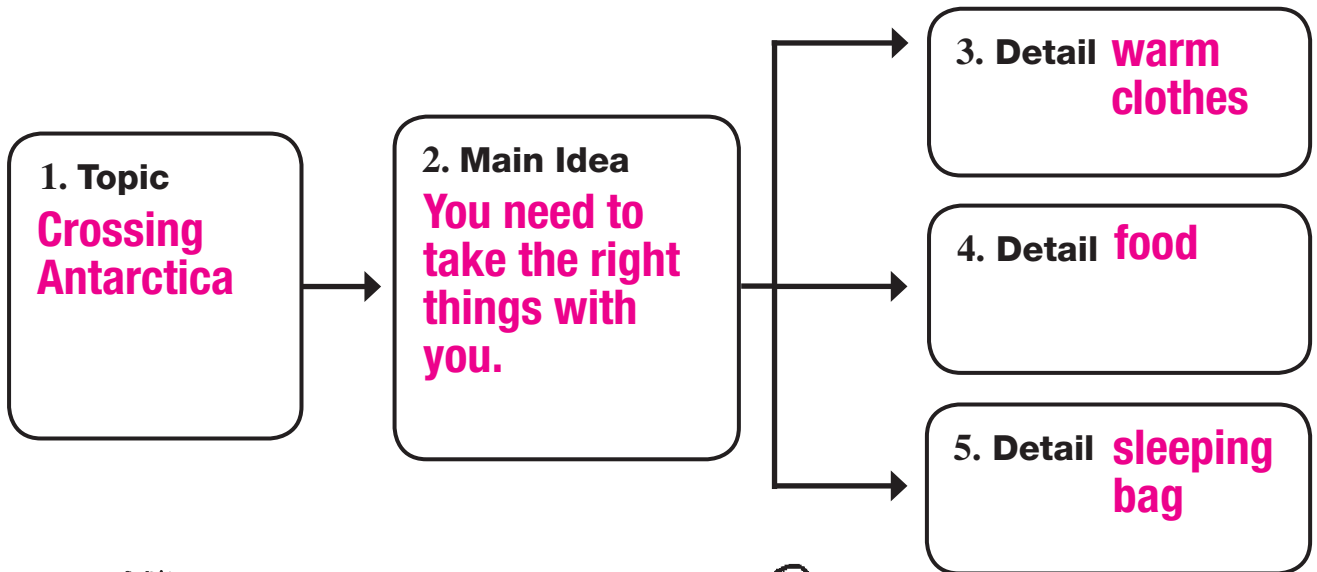 1. Topic
Crossing
Antarctica
2. Main Idea
You need to
take the right
things with
you.
3. Detail warm
clothes
4. Detail food
5. Detail sleeping
bag